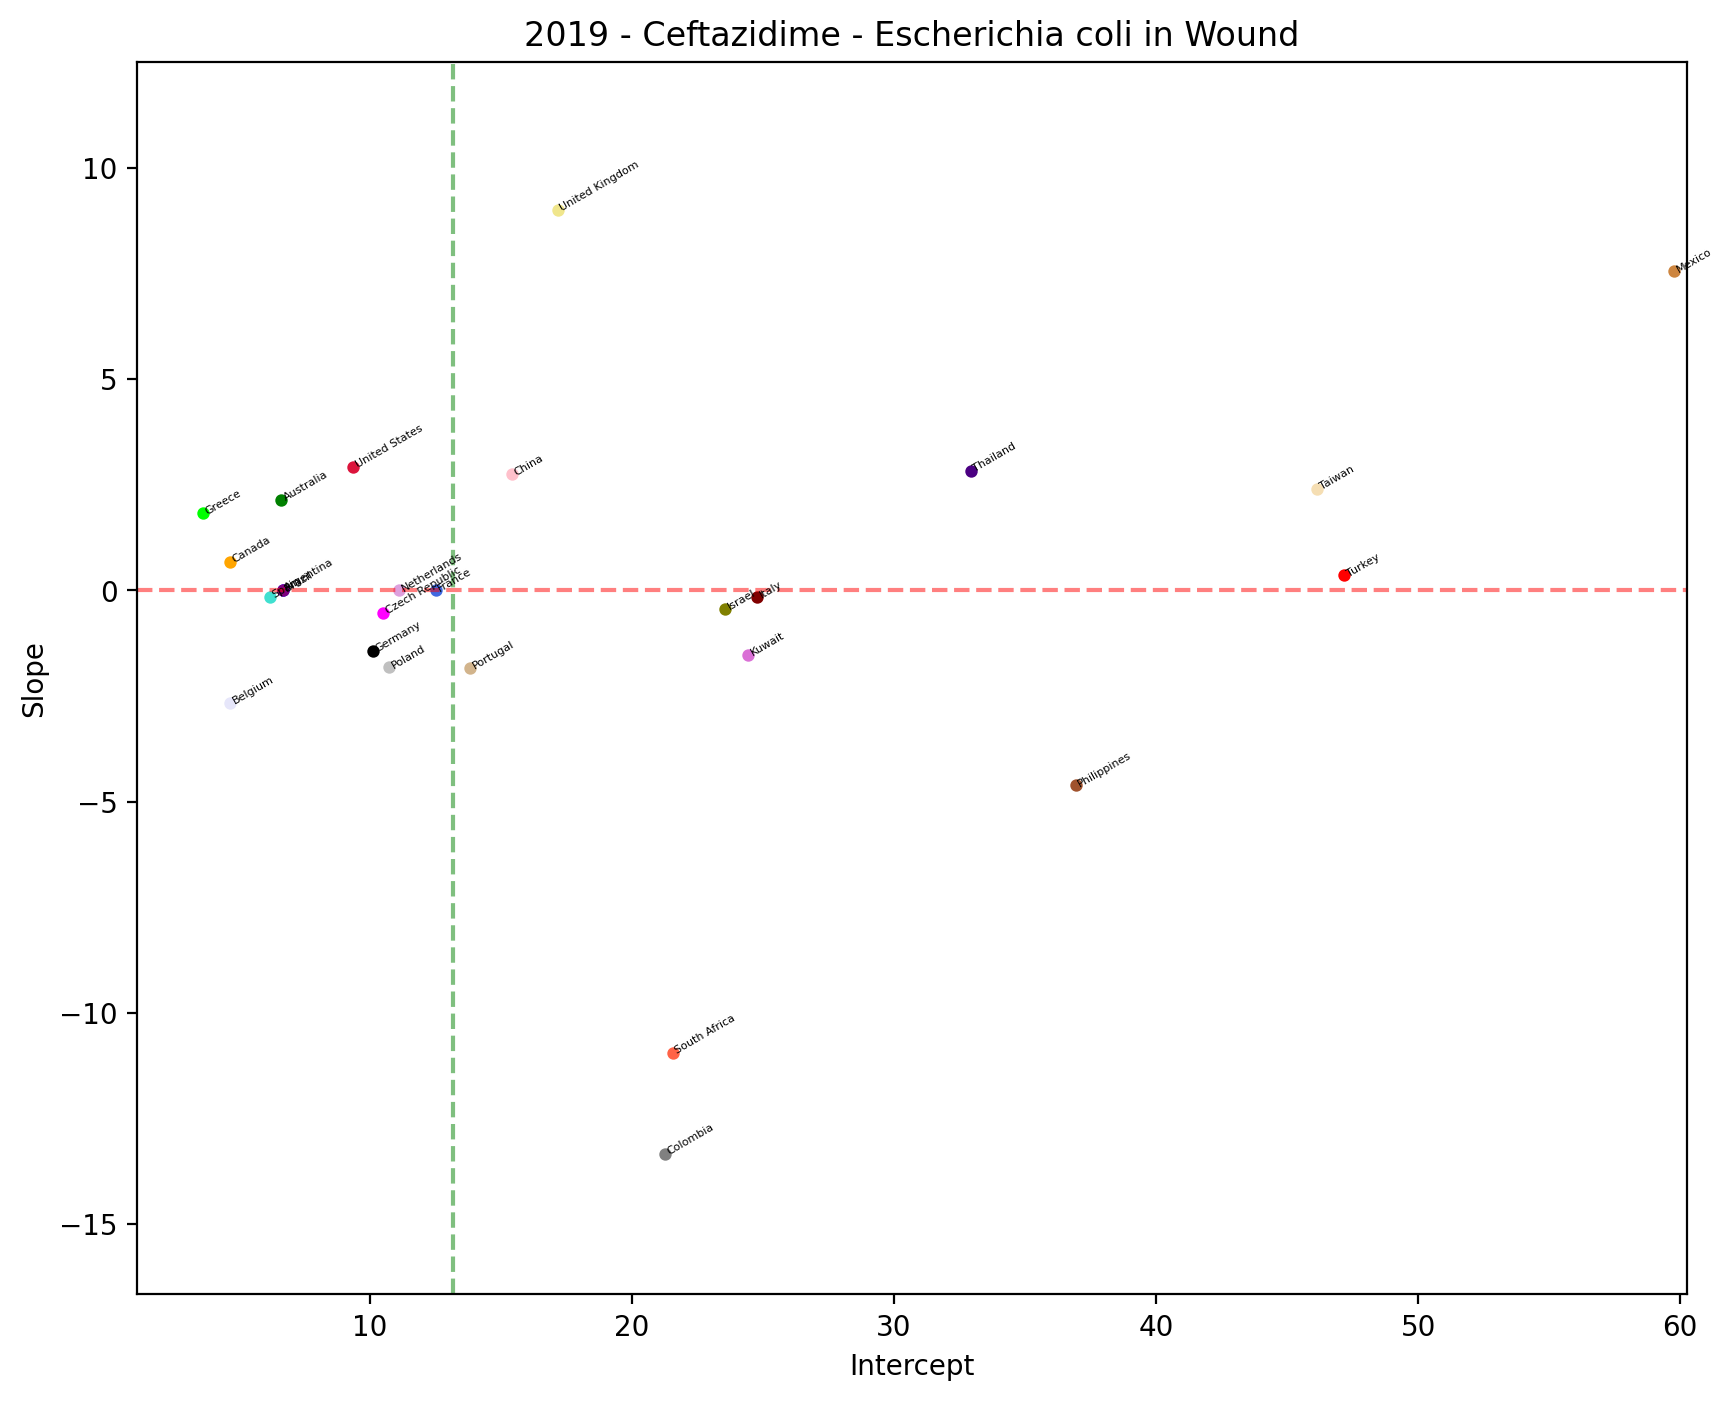 2019 - Ceftazidime - Escherichia coli in Wound
10
5
0
−5
−10
−15
Slope
United Kingdom
Mexico
United States
China
Thailand
Taiwan
Australia
Greece
Canada
Turkey
Argentina
Netherlands
Czech Republic
France
Israel
Italy
Germany
Poland
Portugal
Kuwait
Belgium
Philippines
South Africa
Colombia
10
20
30
40
50
60
Intercept